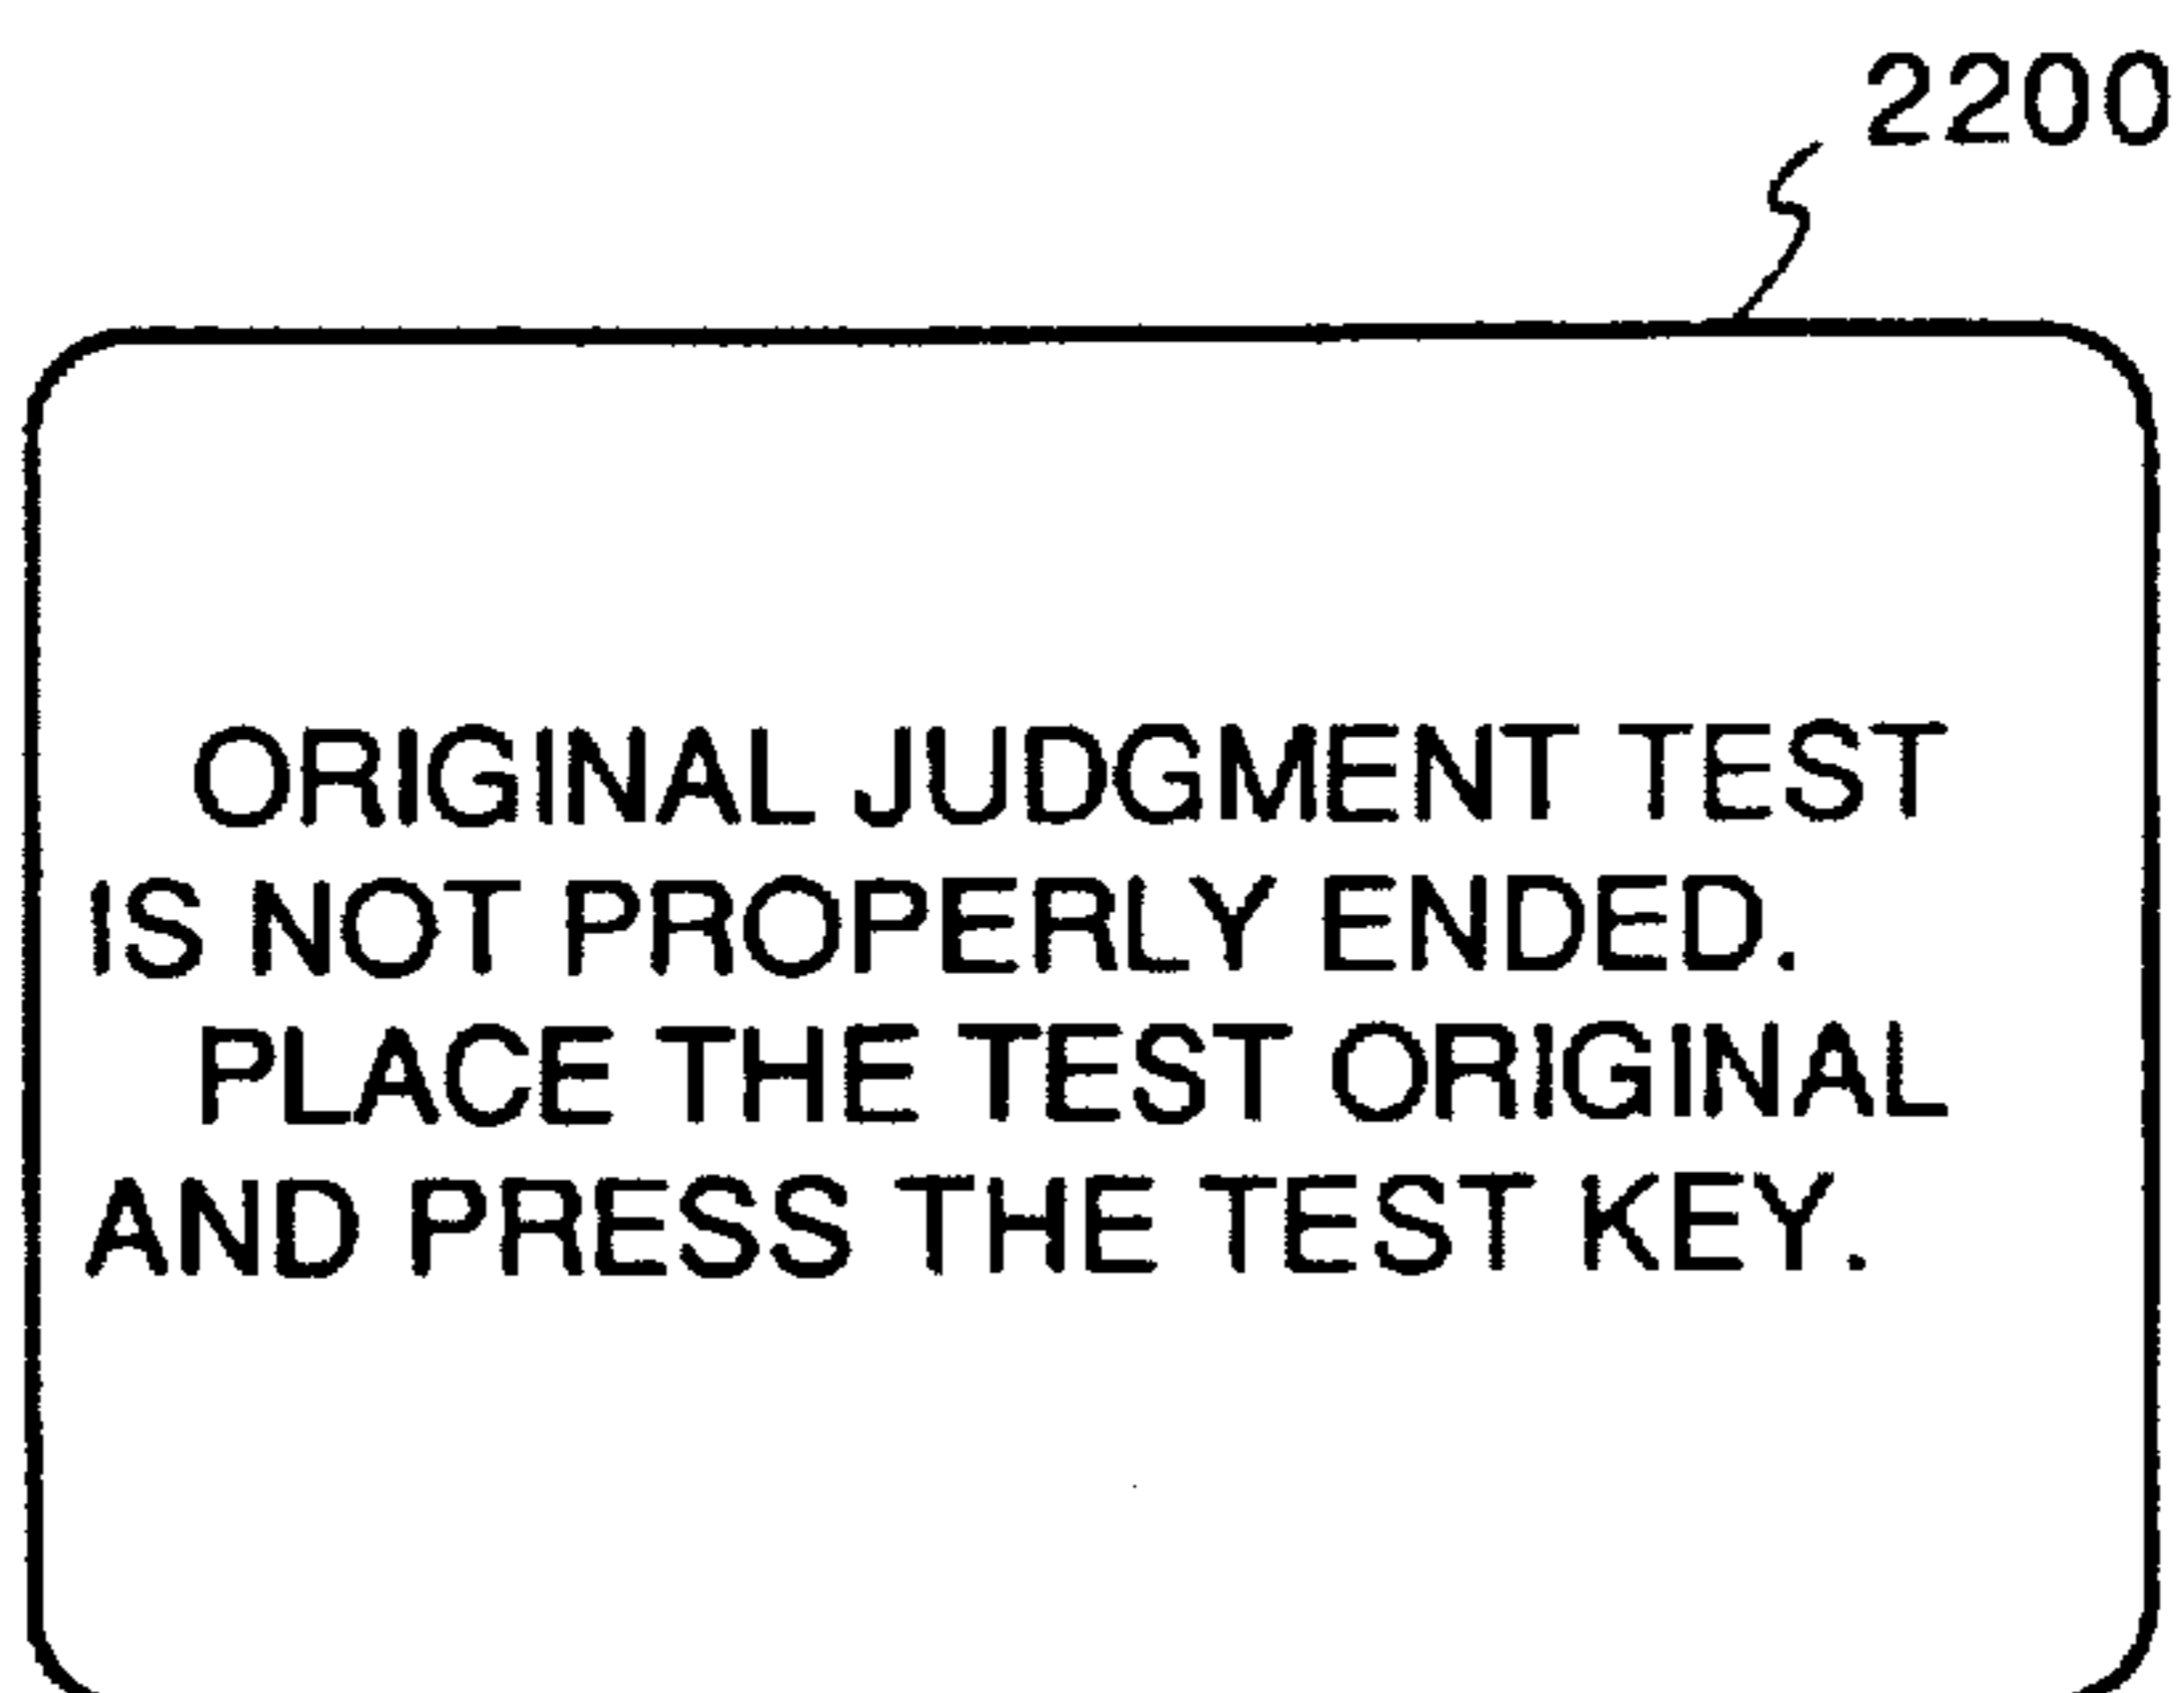 2200
ORIGINAL JUDGMENT TEST
IS NOT PROPERLY ENDED.
PLACE THE TEST ORIGINAL
AND PRESS THE TEST KEY.